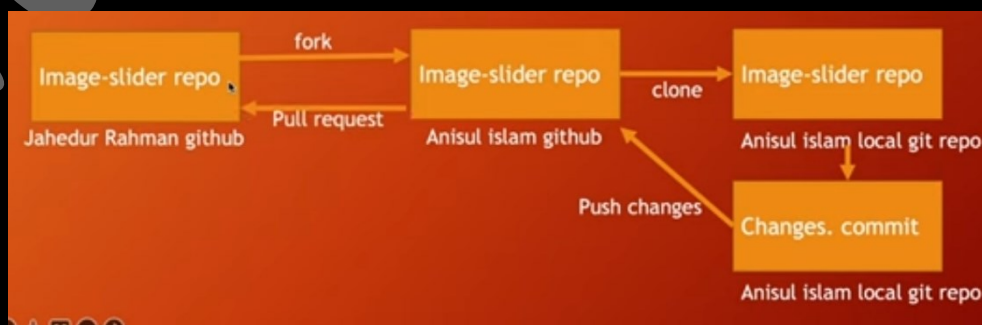 fork
Image-slider repo
Image-slider repo
Image-slider repo
clone
Pull request
Jahedur Rahman github
Anisul islam github
Anisul islam local git repo
Push changes
Changes. commit
Anisul islam local git repo